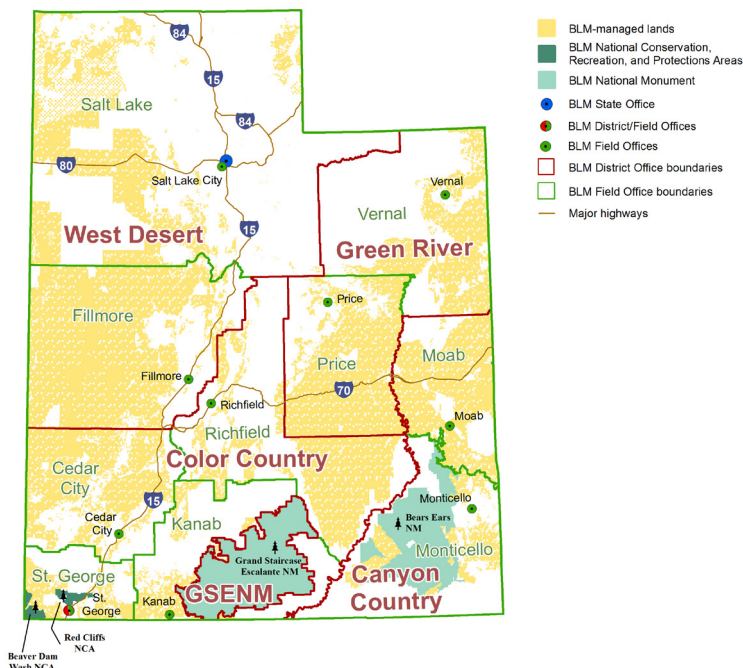 BLM-managed lands
BLM National Conservation,
Recreation, and Protections Areas
BLM National Monument
BLM State Office
BLM District/Field Offices
BLM Field Offices
BLM District Office boundaries
BLM Field Office boundaries
Major highways
84
15
Salt Lake
84
80
Salt Lake City
Vernal
Vernal
15
West Desert
Green River
Fillmore
Price
Price
Moab
Fillmore
70
Richfield
Moab
Richfield
Color Country
Cedar
City
15
Monticello
Kanab
Cedar
City
Bears Ears
NM
Grand Staircase
Escalante NM
Monticello
St. George
Canyon
Country
GSENM
St.
George
Kanab
Red Cliffs
NCA
Beaver Dam
Wash NCA